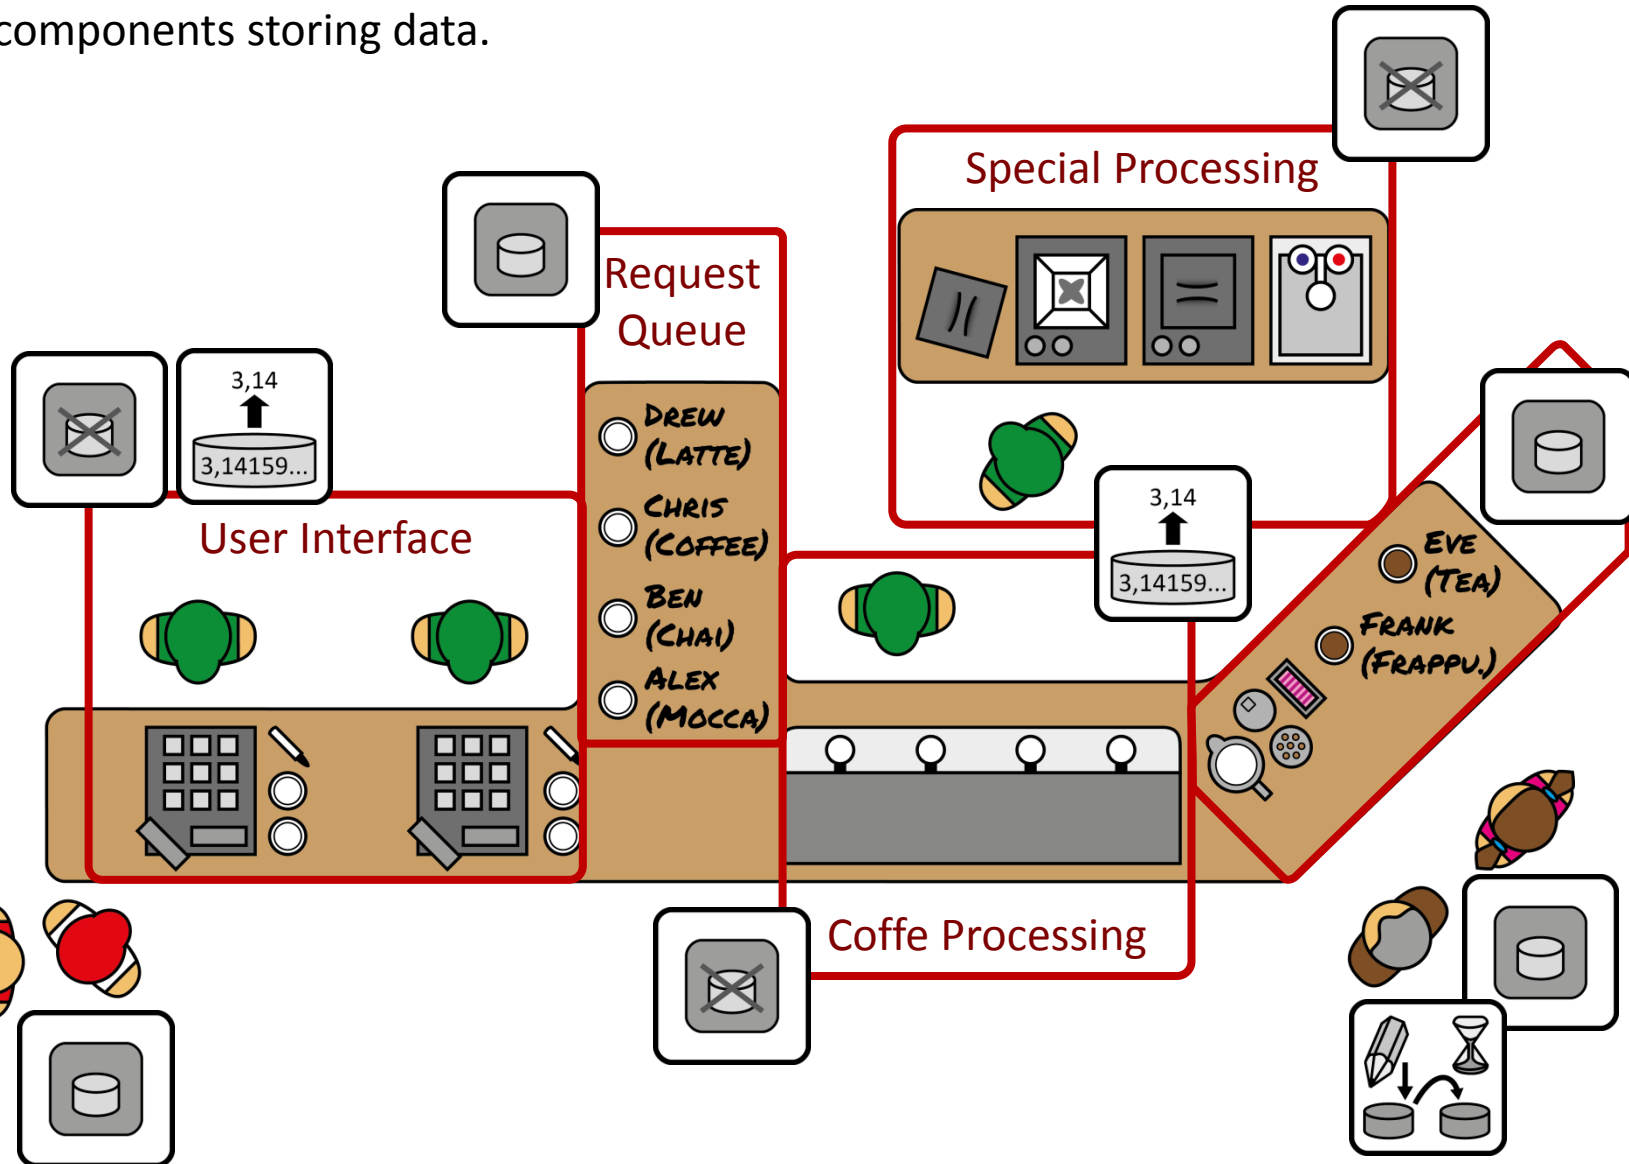 components storing data.
Special Processing
Request
Queue
3,14
3,14159...
User Interface
DREW
(LATTE)
CHRIS
(COFFEE)
BEN
(CHAI)
ALEX
(MOCCA)
3,14
3,14159...
EVE
(TEA)
FRANK
(FRAPPU.)
Coffe Processing